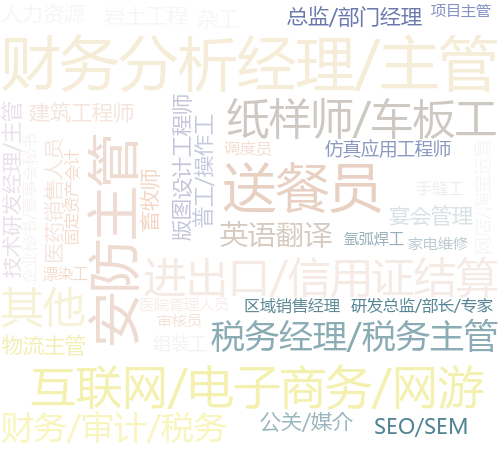 人力资源
岩土工程
杂工
总监/部门经理
项目主管
财务分析经理/主管
技术研发经理/主管
建筑工程师
医药销售人员
固定资产会计
安防主管
畜牧师
版图设计工程师
普工/操作工
纸样师/车板工
调度员
仿真应用工程师
送餐员
手缝工
宴会管理
英语翻译
氩弧焊工
家电维修
漂染工
进出口/信用证结算
其他
医院管理人员
审核员
区域销售经理
研发总监/部长/专家
物流主管
组装工
税务经理/税务主管
互联网/电子商务/网游
财务/审计/税务
公关/媒介
SEO/SEM